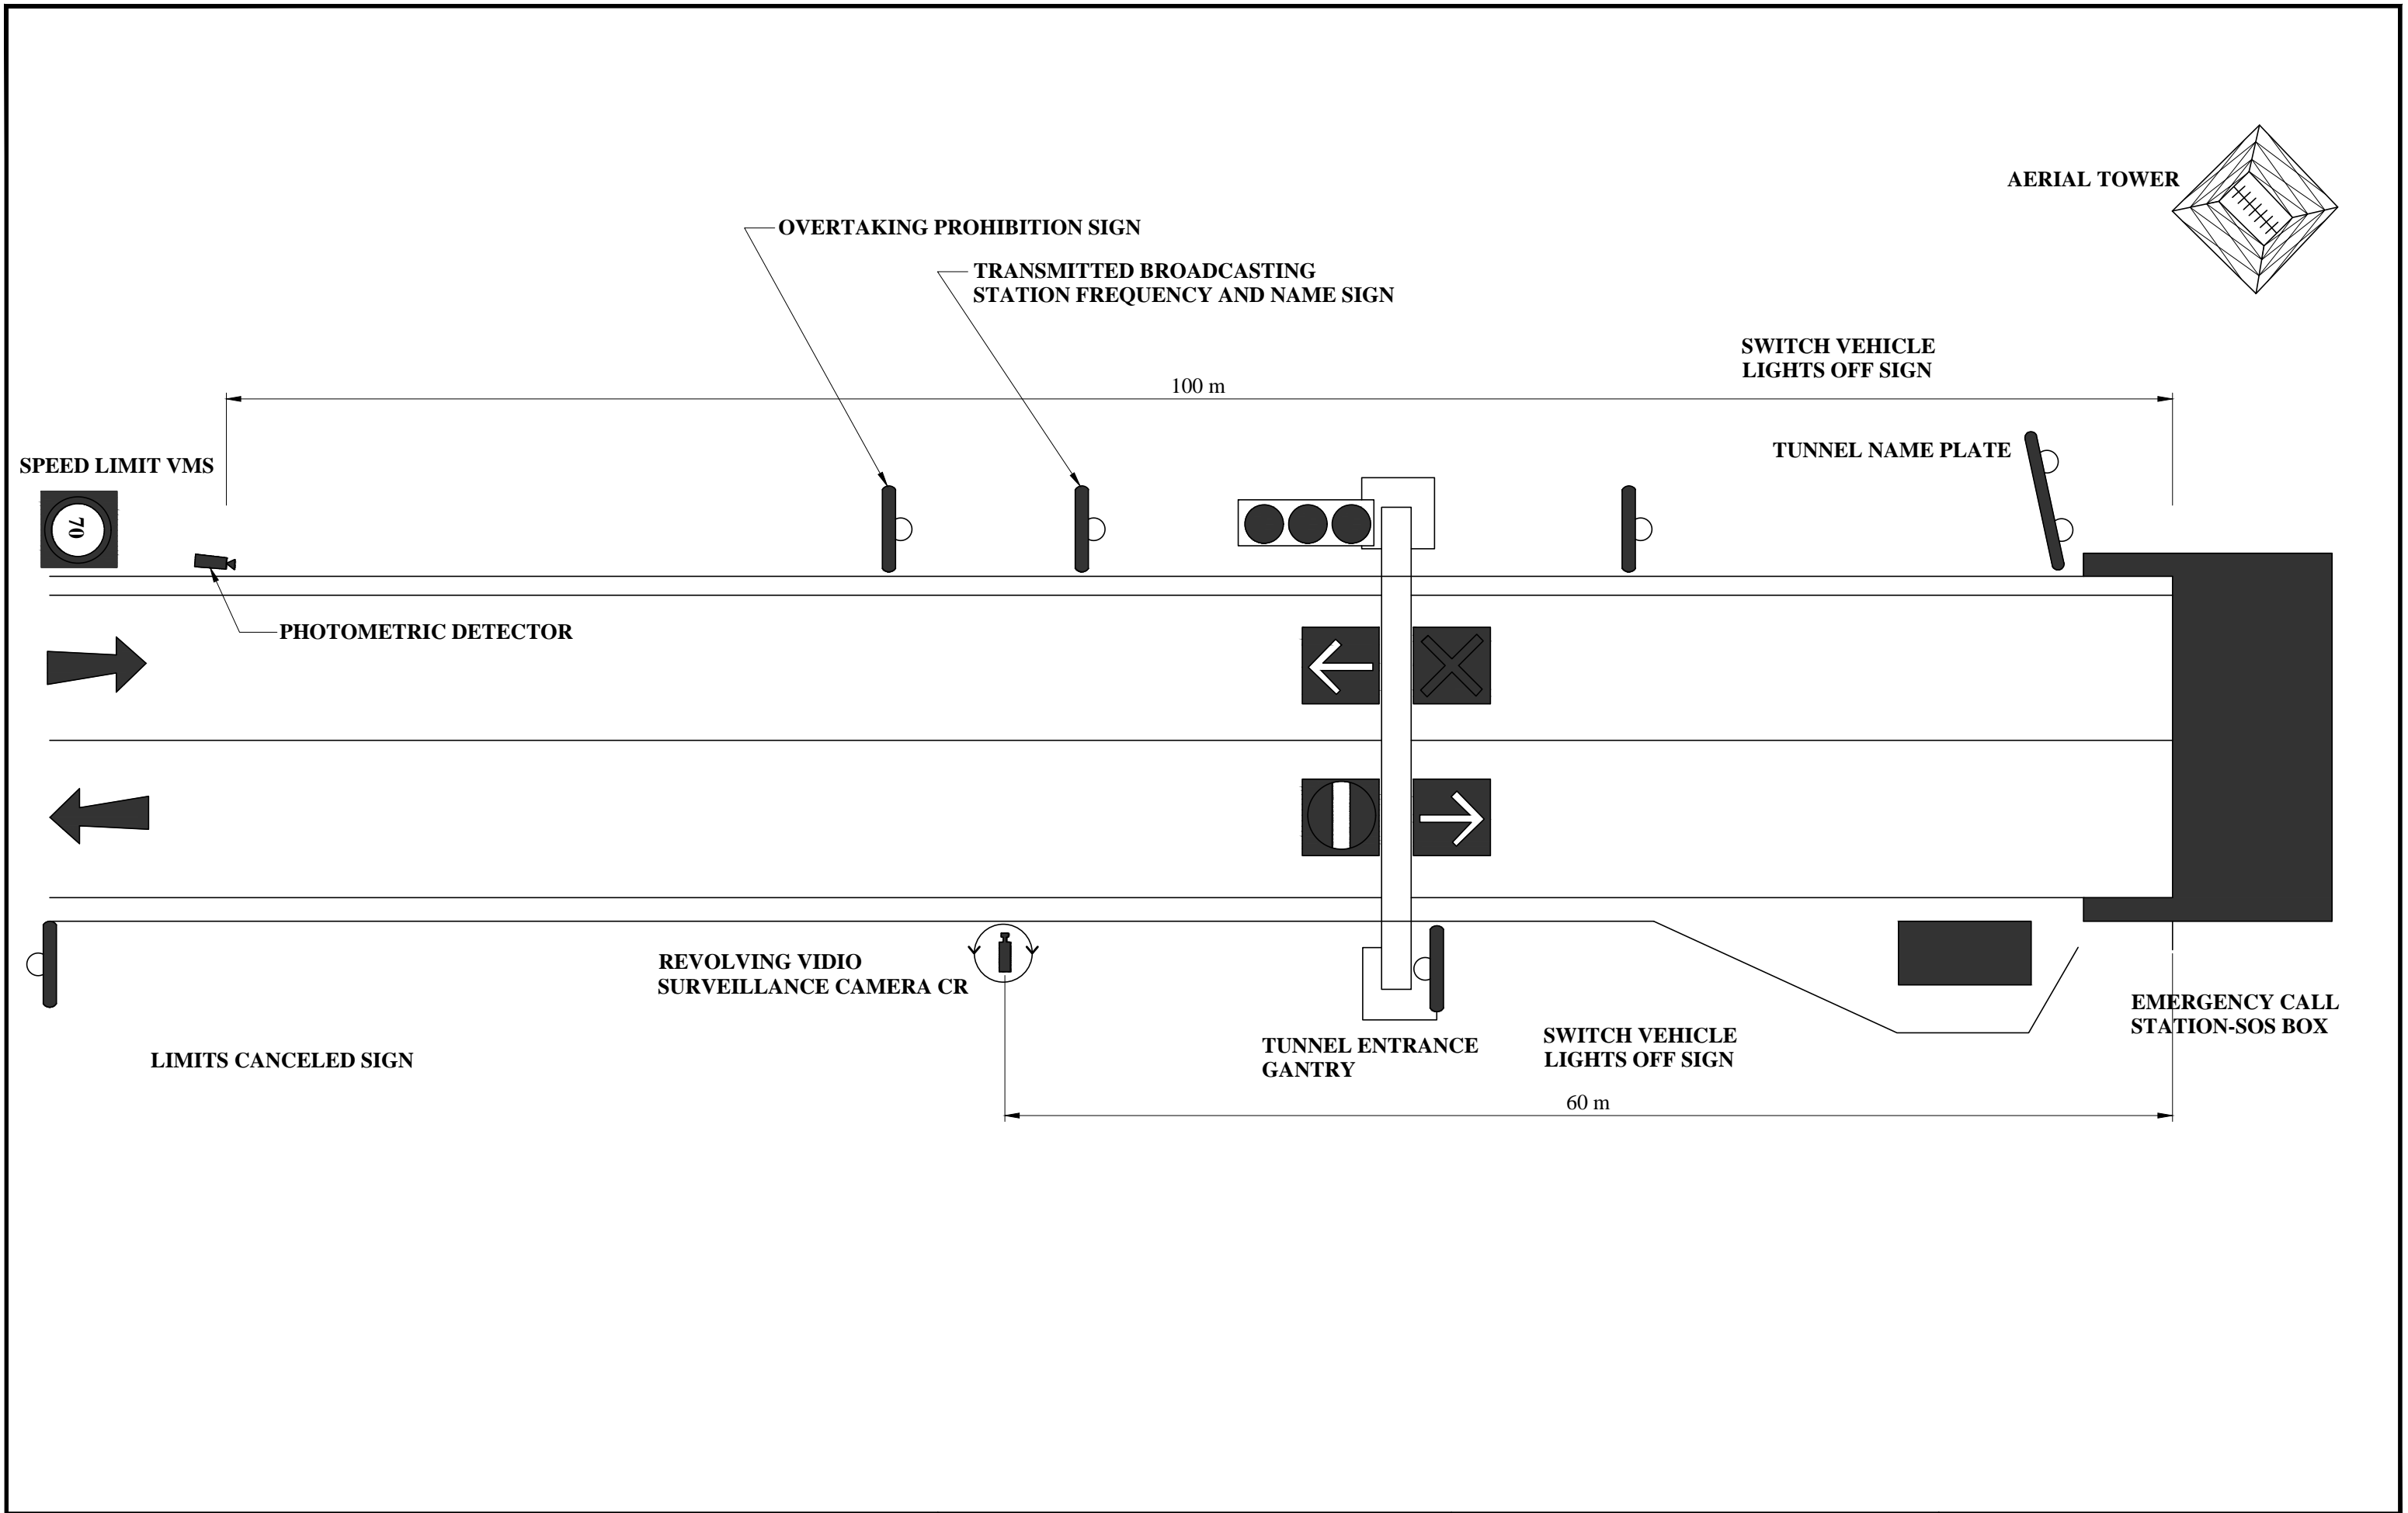 AERIAL TOWER
OVERTAKING PROHIBITION SIGN
TRANSMITTED BROADCASTING
STATION FREQUENCY AND NAME SIGN
SWITCH VEHICLE
LIGHTS OFF SIGN
100 m
TUNNEL NAME PLATE
SPEED LIMIT VMS
70
PHOTOMETRIC DETECTOR
REVOLVING VIDIO
SURVEILLANCE CAMERA CR
EMERGENCY CALL
STATION-SOS BOX
TUNNEL ENTRANCE
GANTRY
SWITCH VEHICLE
LIGHTS OFF SIGN
LIMITS CANCELED SIGN
60 m